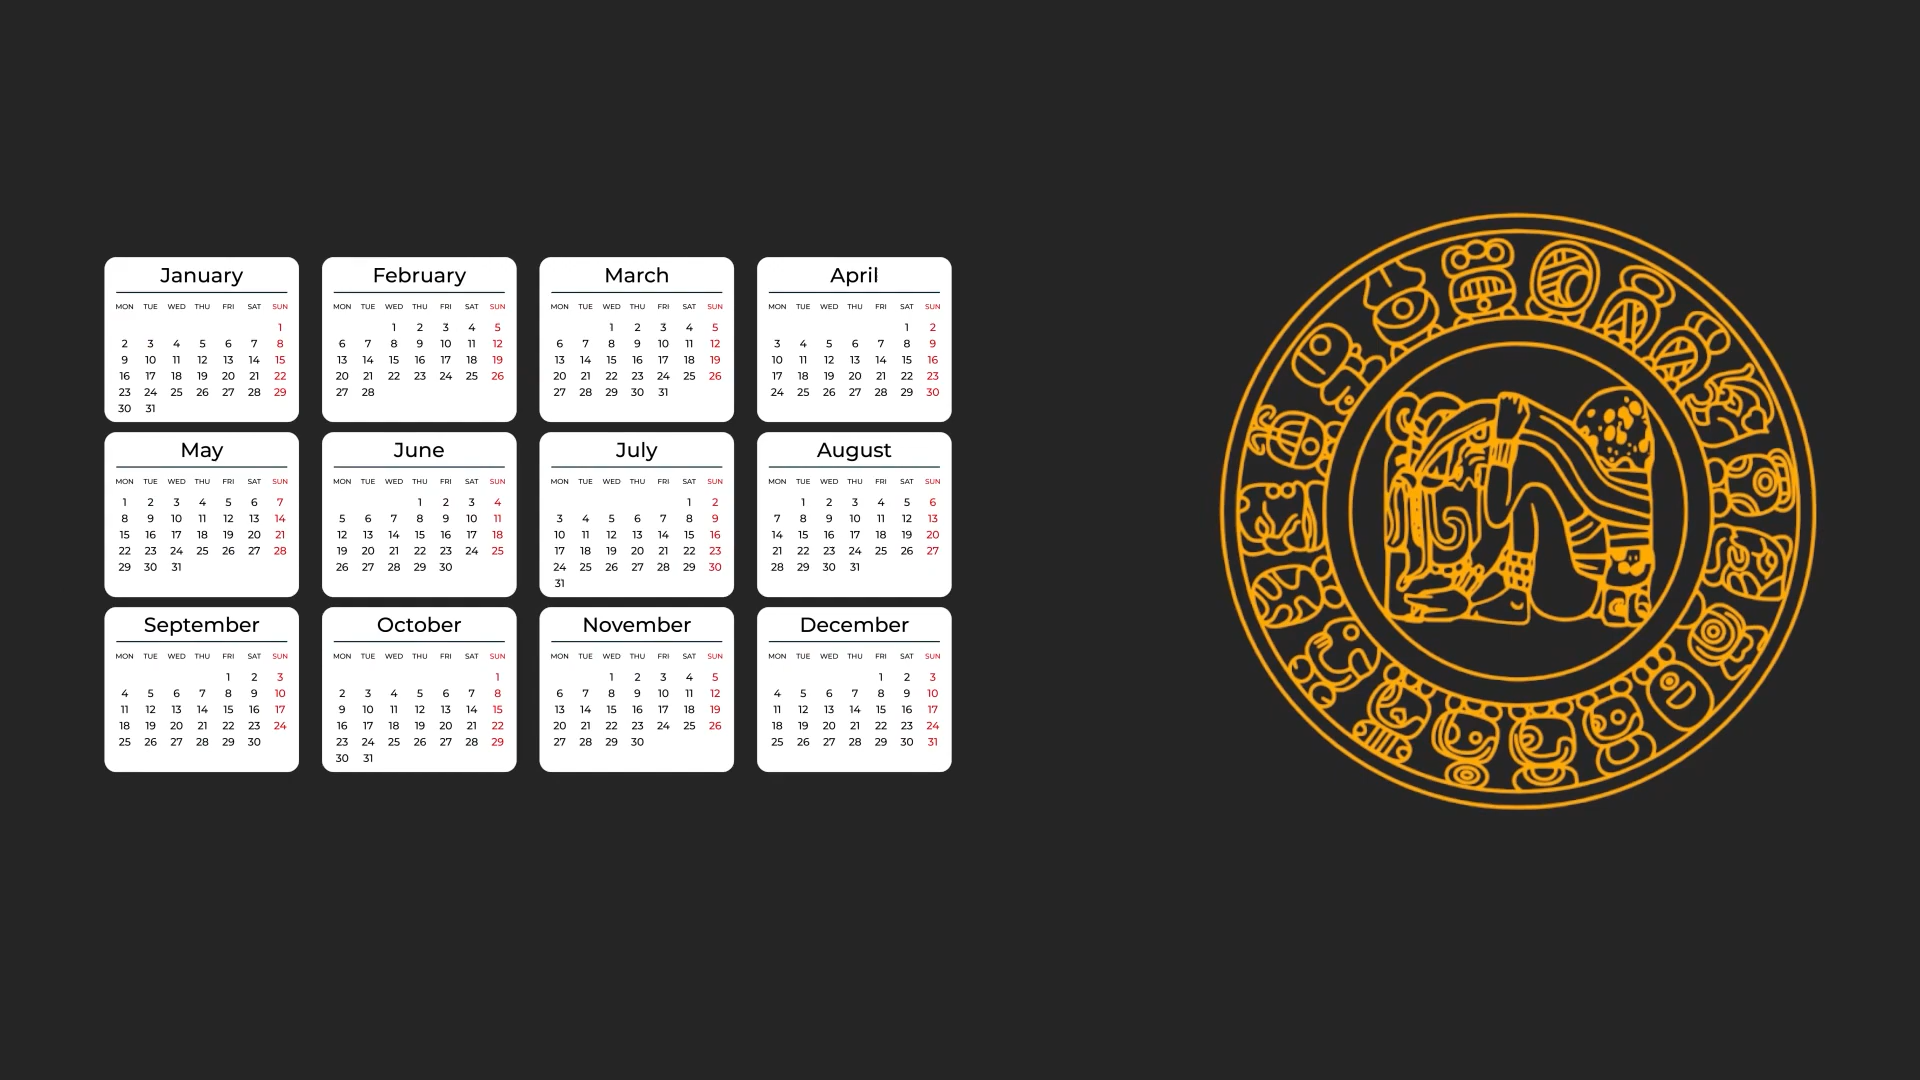 January
MON TUE WED THU FRI SAT SUN
1
2 3 4 5 6 7 8
9 10 11 12 13 14 15
16 17 18 19 20 21 22
23 24 25 26 27 28 29
30 31
February
MON TUE WED THU FRI SAT SUN
1 2 3 4 5
6 7 8 9 10 11 12
13 14 15 16 17 18 19
20 21 22 23 24 25 26
27 28
March
MON TUE WED THU FRI SAT SUN
1 2 3 4 5
6 7 8 9 10 11 12
13 14 15 16 17 18 19
20 21 22 23 24 25 26
27 28 29 30 31
April
MON TUE WED THU FRI SAT SUN
1 2
3 4 5 6 7 8 9
10 11 12 13 14 15 16
17 18 19 20 21 22 23
24 25 26 27 28 29 30
May
MON TUE WED THU FRI SAT SUN
1 2 3 4 5 6 7
8 9 10 11 12 13 14
15 16 17 18 19 20 21
22 23 24 25 26 27 28
29 30 31
June
MON TUE WED THU FRI SAT SUN
1 2 3 4
5 6 7 8 9 10 11
12 13 14 15 16 17 18
19 20 21 22 23 24 25
26 27 28 29 30
July
MON TUE WED THU FRI SAT SUN
1 2
3 4 5 6 7 8 9
10 11 12 13 14 15 16
17 18 19 20 21 22 23
24 25 26 27 28 29 30
31
August
MON TUE WED THU FRI SAT SUN
1 2 3 4 5 6
7 8 9 10 11 12 13
14 15 16 17 18 19 20
21 22 23 24 25 26 27
28 29 30 31
September
MON TUE WED THU FRI SAT SUN
1 2 3
4 5 6 7 8 9 10
11 12 13 14 15 16 17
18 19 20 21 22 23 24
25 26 27 28 29 30
October
MON TUE WED THU FRI SAT SUN
1
2 3 4 5 6 7 8
9 10 11 12 13 14 15
16 17 18 19 20 21 22
23 24 25 26 27 28 29
30 31
November
MON TUE WED THU FRI SAT SUN
1 2 3 4 5
6 7 8 9 10 11 12
13 14 15 16 17 18 19
20 21 22 23 24 25 26
27 28 29 30
December
MON TUE WED THU FRI SAT SUN
1 2 3
4 5 6 7 8 9 10
11 12 13 14 15 16 17
18 19 20 21 22 23 24
25 26 27 28 29 30 31